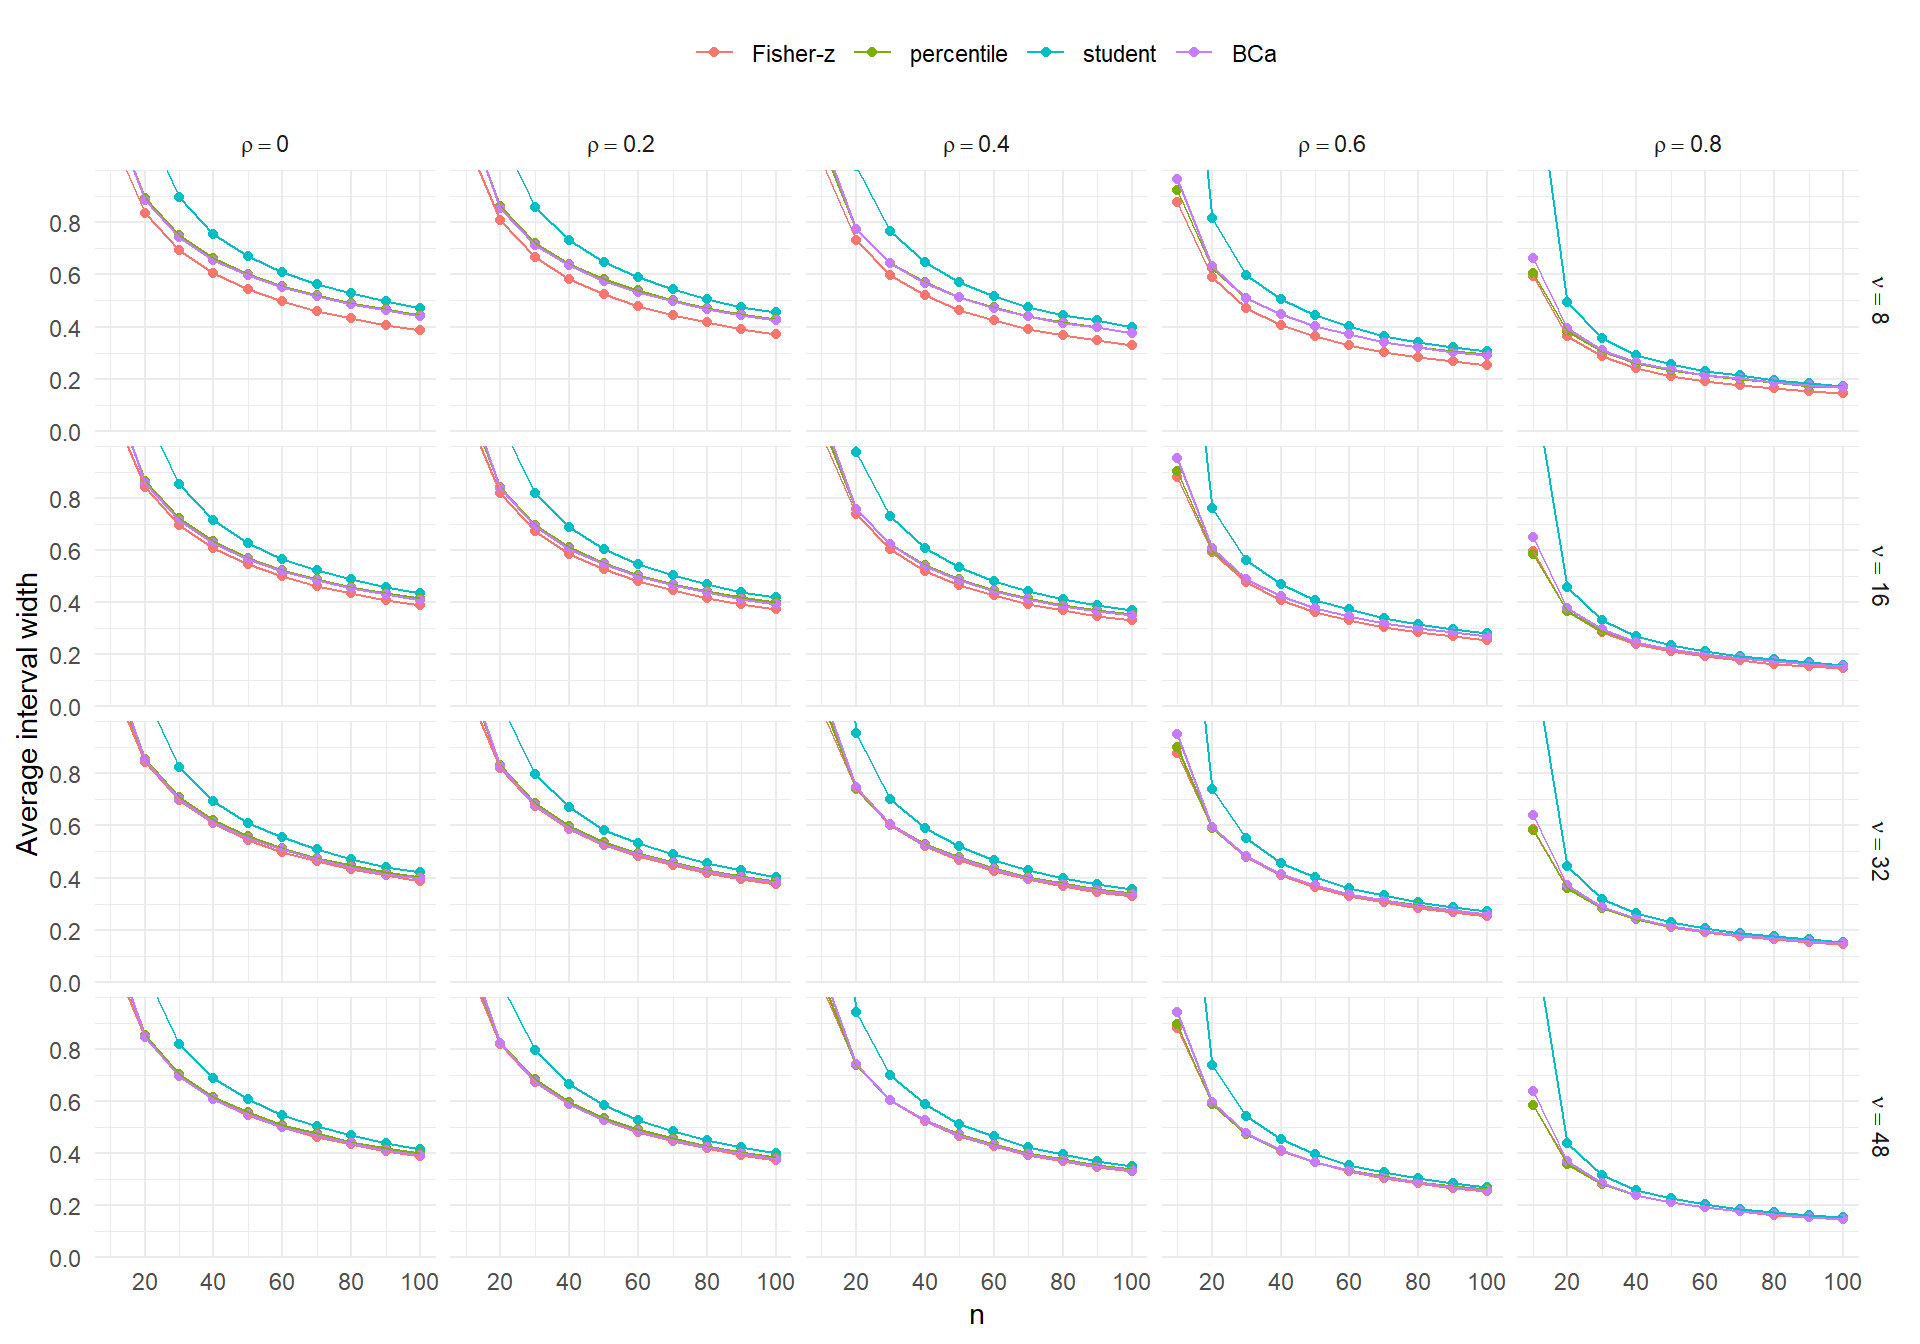 Fisher-z percentile student BCa
ρ = 0 ρ = 0.2 ρ = 0.4 ρ = 0.6 ρ = 0.8
0.8
0.6
0.4
0.2
0.0
ν = 8
0.8
0.6
0.4
0.2
0.0
ν = 16
0.8
0.6
0.4
0.2
0.0
ν = 32
0.8
0.6
0.4
0.2
0.0
ν = 48
Average interval width
20 40 60 80 100 20 40 60 80 100 20 40 60 80 100 20 40 60 80 100 20 40 60 80 100
n